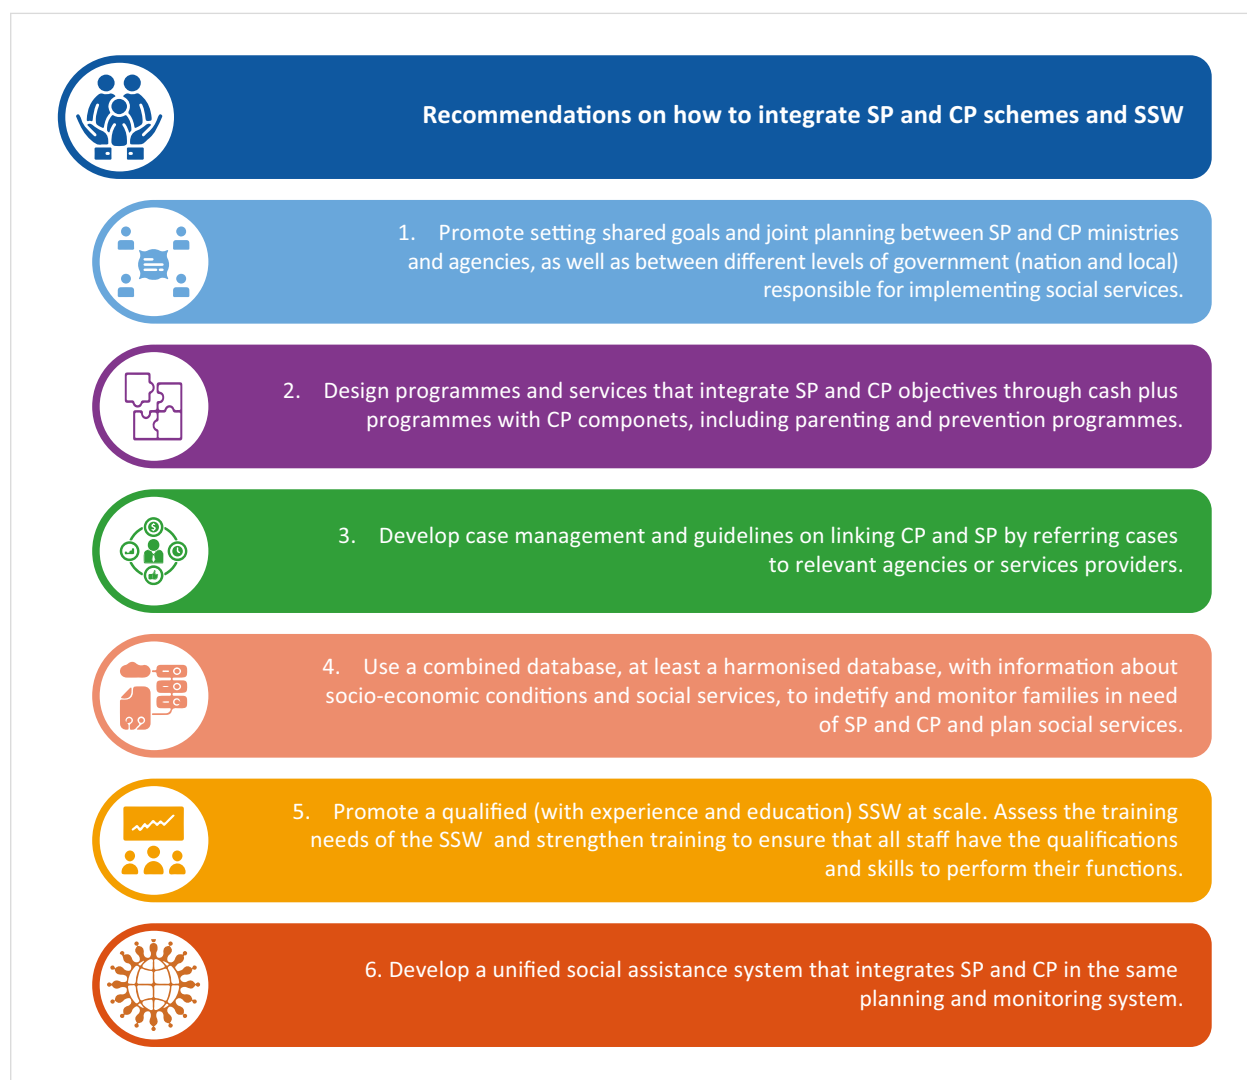 Recommendations on how to integrate SP and CP schemes and SSW
1. Promote setting shared goals and joint planning between SP and CP ministries
and agencies, as well as between different levels of government (nation and local)
responsible for implementing social services.
2. Design programmes and services that integrate SP and CP objectives through cash plus
programmes with CP componets, including parenting and prevention programmes.
3. Develop case management and guidelines on linking CP and SP by referring cases
to relevant agencies or services providers.
4. Use a combined database, at least a harmonised database, with information about
socio-economic conditions and social services, to indetify and monitor families in need
of SP and CP and plan social services.
5. Promote a qualified (with experience and education) SSW at scale. Assess the training
needs of the SSW and strengthen training to ensure that all staff have the qualifications
and skills to perform their functions.
6. Develop a unified social assistance system that integrates SP and CP in the same
planning and monitoring system.